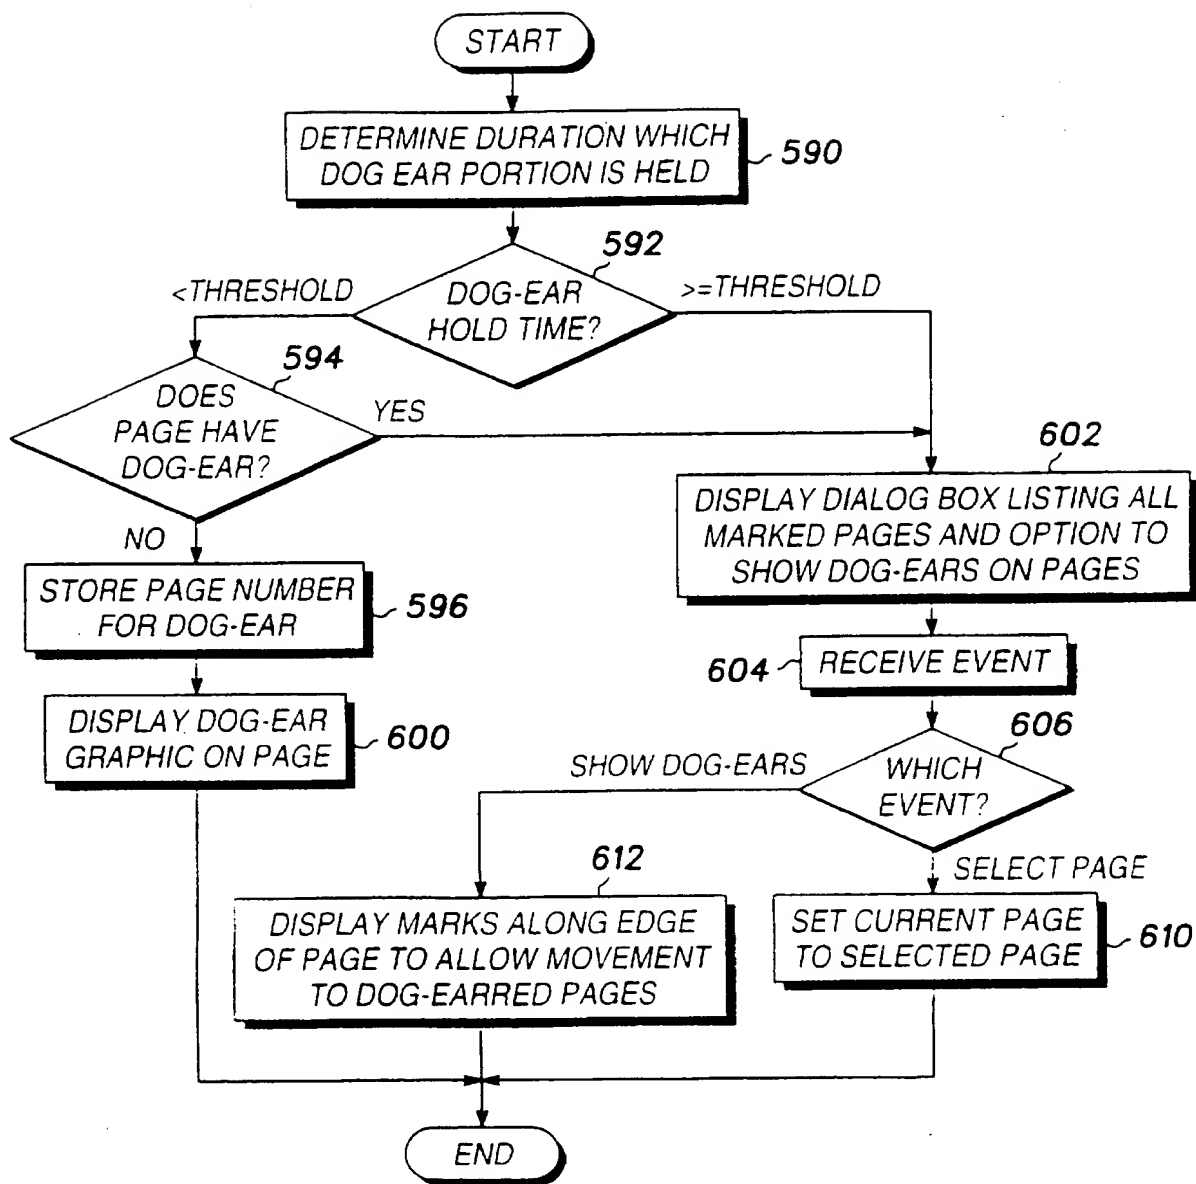 START
DETERMINE DURATION WHICH
DOG EAR PORTION IS HELD
590
592
<THRESHOLD
DOG-EAR
HOLD TIME?
>=THRESHOLD
594
DOES
PAGE HAVE
DOG-EAR?
YES
NO
602
DISPLAY DIALOG BOX LISTING ALL
MARKED PAGES AND OPTION TO
SHOW DOG-EARS ON PAGES
STORE PAGE NUMBER
FOR DOG-EAR
596
604
RECEIVE EVENT
DISPLAY DOG-EAR
GRAPHIC ON PAGE
600
606
SHOW DOG-EARS
WHICH
EVENT?
SELECT PAGE
612
DISPLAY MARKS ALONG EDGE
OF PAGE TO ALLOW MOVEMENT
TO DOG-EARRED PAGES
SET CURRENT PAGE
TO SELECTED PAGE
610
END